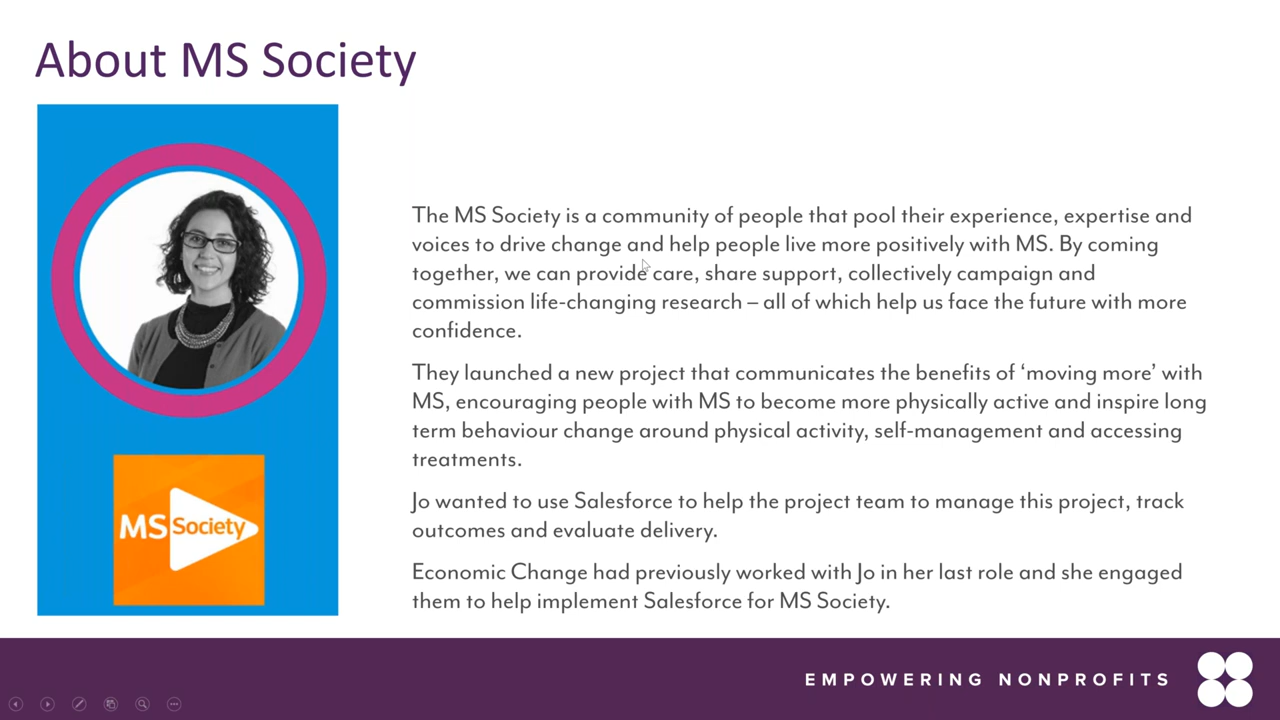 About MS Society
The MS Society is a community of people that pool their experience, expertise and
voices to drive change and help people live more positively with MS. By coming
together, we can provide care, share support, collectively campaign and
commission life-changing research – all of which help us face the future with more
confidence.
They launched a new project that communicates the benefits of ‘moving more’ with
MS, encouraging people with MS to become more physically active and inspire long
term behaviour change around physical activity, self-management and accessing
treatments.
Jo wanted to use Salesforce to help the project team to manage this project, track
outcomes and evaluate delivery.
Economic Change had previously worked with Jo in her last role and she engaged
them to help implement Salesforce for MS Society.
MS Society
EMPOWERING NONPROFITS